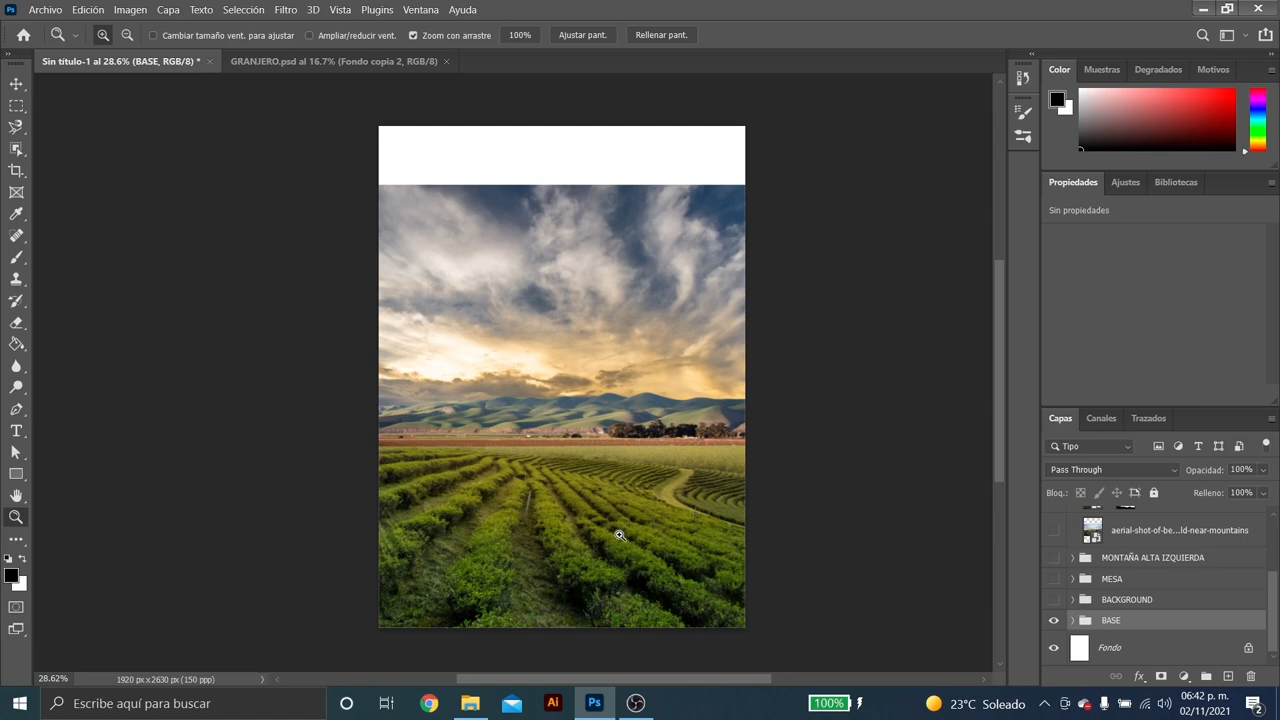 Ps Archivo Edición Imagen Capa Texto Selección Filtro 3D Vista Plugins Ventana Ayuda
Cambiar tamaño vent. para ajustar Ampliar/reducir vent. Zoom con arrastre 100% Ajustar pant. Rellenar pant.
Sin título-1 al 28.6% (BASE, RGB/8) * × GRANJERO.psd al 16.7% (Fondo copia 2, RGB/8) ×
Color Muestras Degradados Motivos
Propiedades Ajustes Bibliotecas
Sin propiedades
Capas Canales Trazados
Tipo
Pass Through Opacidad: 100%
Bloq.: Relleno: 100%
aerial-shot-of-be...ld-near-mountains
MONTAÑA ALTA IZQUIERDA
MESA
BACKGROUND
BASE
Fondo
28.62% 1920 px x 2630 px (150 ppp)
Escribe aquí para buscar
Ai Ps
100%
23°C Soleado
06:42 p. m.
02/11/2021
2